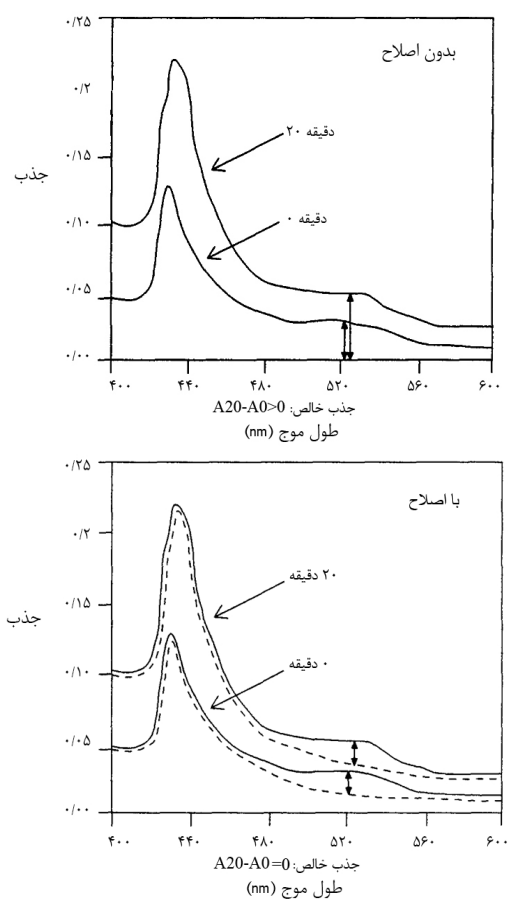 ۰/۲۵
بدون اصلاح
۰/۲
۲۰ دقیقه
۰/۱۵
جذب
۰ دقیقه
۰/۱۰
۰/۰۵
۰/۰۰
۴۰۰ ۴۴۰ ۴۸۰ ۵۲۰ ۵۶۰ ۶۰۰
جذب خالص: A20-A0>0
طول موج (nm)
۰/۲۵
با اصلاح
۰/۲
۲۰ دقیقه
۰/۱۵
جذب
۰ دقیقه
۰/۱۰
۰/۰۵
۰/۰۰
۴۰۰ ۴۴۰ ۴۸۰ ۵۲۰ ۵۶۰ ۶۰۰
جذب خالص: A20-A0=0
طول موج (nm)